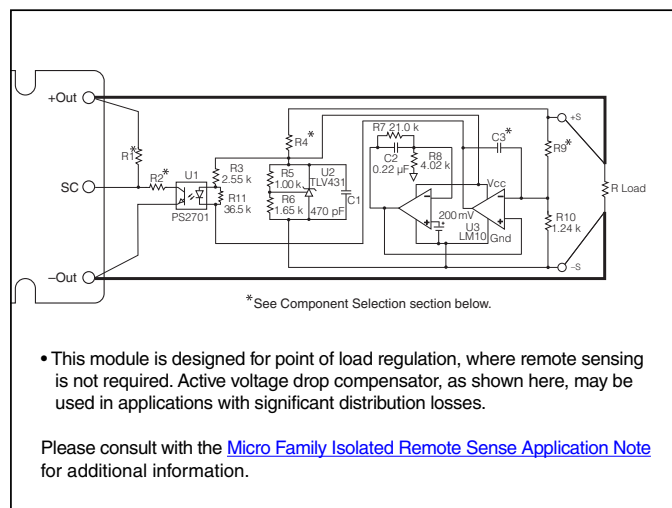 +Out
R1*
SC
R2*
U1
PS2701
R3
2.55 k
R11
36.5 k
–Out
R4*
R5
1.00 k
R6
1.65 k
U2
TLV431
470 pF
C1
R7 21.0 k
C2
0.22 µF
R8
4.02 k
Vcc
–
+
200 mV
–
+
U3
LM10
Gnd
C3*
+S
R9*
R10
1.24 k
R Load
–S
*See Component Selection section below.
• This module is designed for point of load regulation, where remote sensing
is not required. Active voltage drop compensator, as shown here, may be
used in applications with significant distribution losses.
Please consult with the Micro Family Isolated Remote Sense Application Note
for additional information.